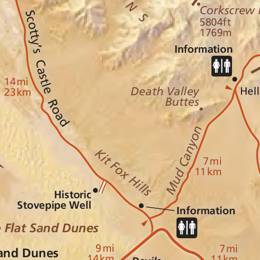 Corkscrew
5804ft
1769m
N S
Information
Scotty's Castle Road
14mi
23km
Death Valley
Buttes
Hell
Mud Canyon
Kit Fox Hills
7mi
11km
Historic
Stovepipe Well
Information
Flat Sand Dunes
and Dunes
9mi
14km
7mi
11km